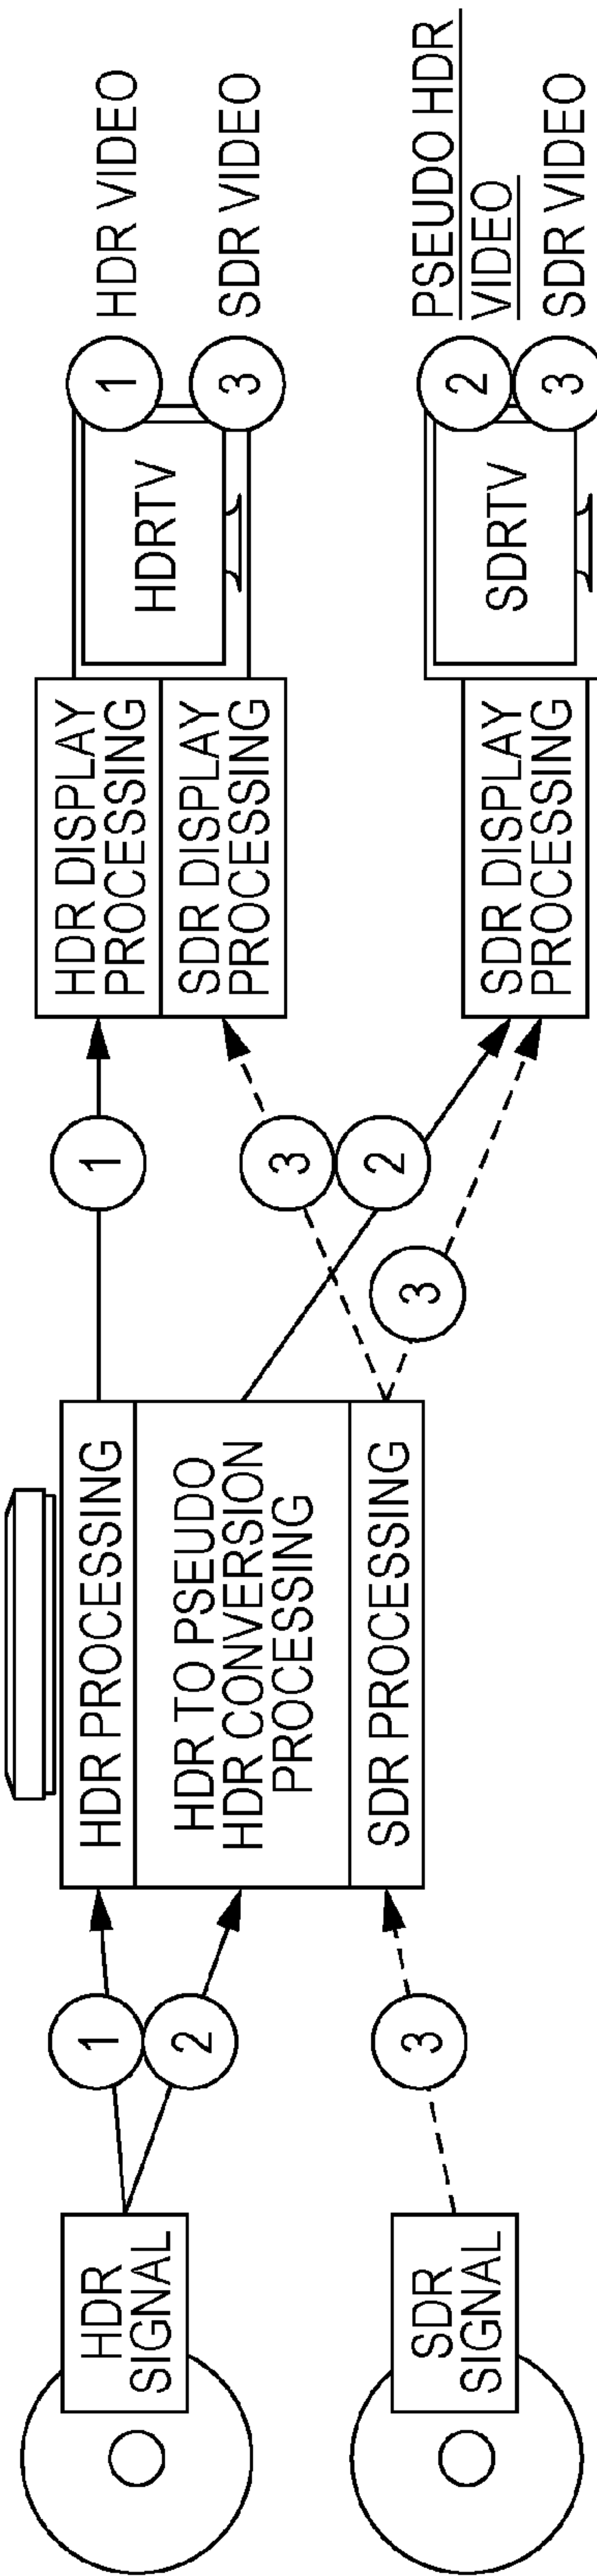 HDR
SIGNAL
SDR
SIGNAL
1
2
3
HDR PROCESSING
HDR TO PSEUDO
HDR CONVERSION
PROCESSING
SDR PROCESSING
1
3
2
3
HDR DISPLAY
PROCESSING
SDR DISPLAY
PROCESSING
HDRTV
1
HDR VIDEO
3
SDR VIDEO
SDR DISPLAY
PROCESSING
SDRTV
2
PSEUDO HDR
VIDEO
3
SDR VIDEO